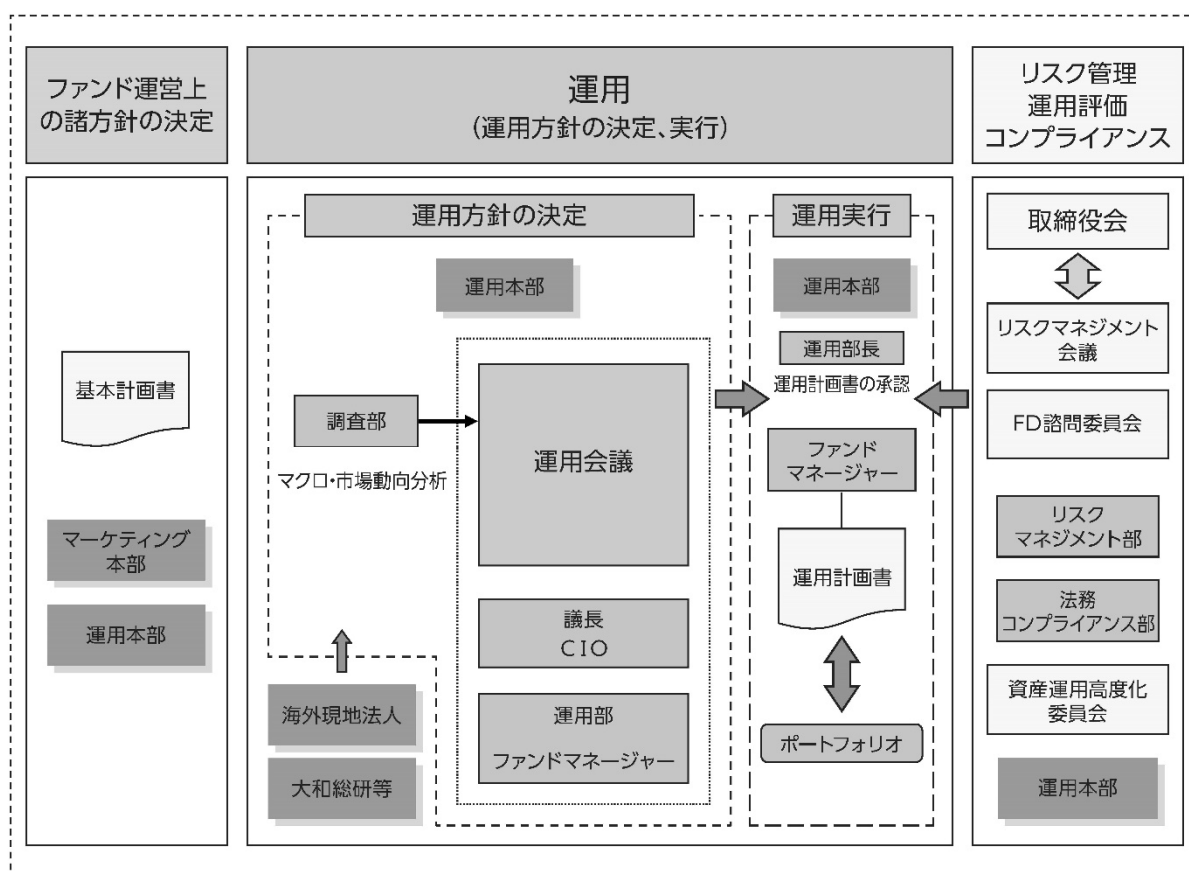 ファンド運営上
の諸方針の決定
基本計画書
マーケティング
本部
運用本部
運用
(運用方針の決定、実行)
運用方針の決定
運用本部
調査部
マクロ・市場動向分析
運用会議
議長
CIO
運用部
ファンドマネージャー
海外現地法人
大和総研等
運用実行
運用本部
運用部長
運用計画書の承認
ファンド
マネージャー
運用計画書
ポートフォリオ
リスク管理
運用評価
コンプライアンス
取締役会
リスクマネジメント
会議
FD諮問委員会
リスク
マネジメント部
法務
コンプライアンス部
資産運用高度化
委員会
運用本部